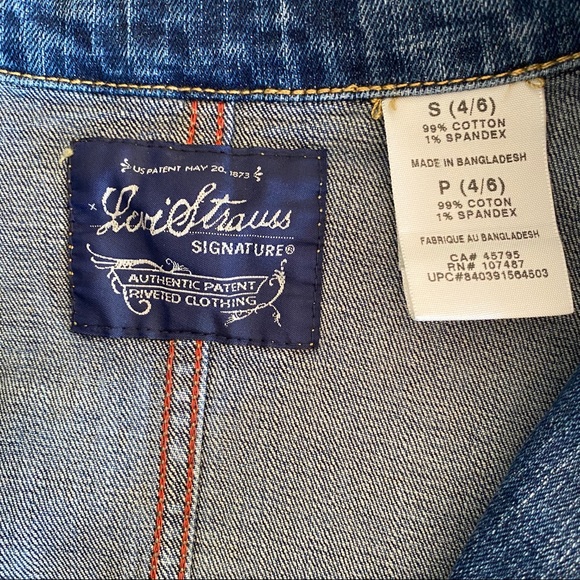 US PATENT MAY 20, 1873
Levi Strauss
SIGNATURE®
AUTHENTIC PATENT
RIVETED CLOTHING
S (4/6)
99% COTTON
1% SPANDEX
MADE IN BANGLADESH
P (4/6)
99% COTON
1% SPANDEX
FABRIQUE AU BANGLADESH
CA# 45795
RN# 107487
UPC#840391564503